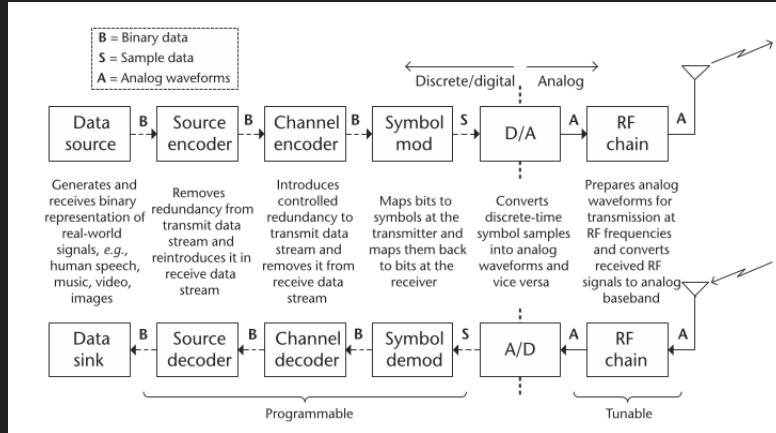 B = Binary data
S = Sample data
A = Analog waveforms
Discrete/digital
Analog
Data
source
B
Source
encoder
B
Channel
encoder
B
Symbol
mod
S
D/A
A
RF
chain
A
Generates and
receives binary
representation of
real-world
signals, e.g.,
human speech,
music, video,
images
Removes
redundancy from
transmit data
stream and
reintroduces it in
receive data
stream
Introduces
controlled
redundancy to
transmit data
stream and
removes it from
receive data
stream
Maps bits to
symbols at the
transmitter and
maps them back
to bits at the
receiver
Converts
discrete-time
symbol samples
into analog
waveforms and
vice versa
Prepares analog
waveforms for
transmission at
RF frequencies
and converts
received RF
signals to analog
baseband
Data
sink
B
Source
decoder
B
Channel
decoder
B
Symbol
demod
S
A/D
A
RF
chain
A
Programmable
Tunable